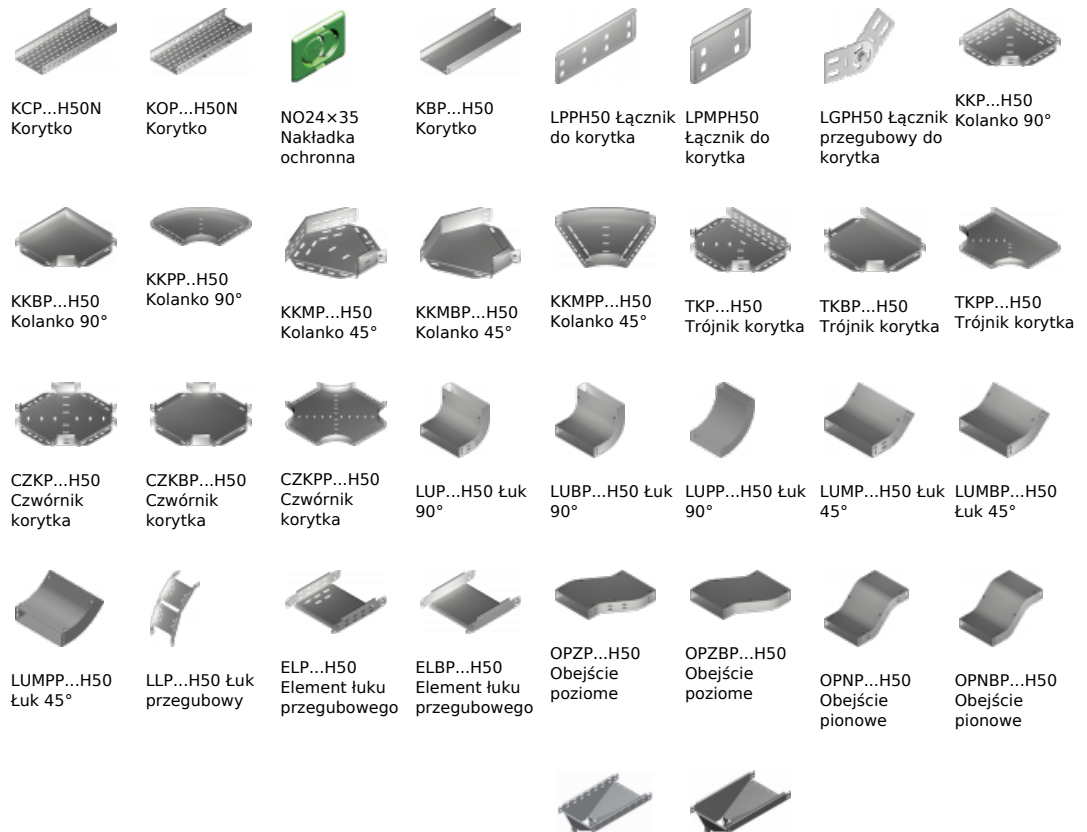 KCP...H50N
Korytko
KOP...H50N
Korytko
NO24×35
Nakładka
ochronna
KBP...H50
Korytko
LPPH50 Łącznik
do korytka
LPMPH50
Łącznik do
korytka
LGPH50 Łącznik
przegubowy do
korytka
KKP...H50
Kolanko 90°
KKBP...H50
Kolanko 90°
KKPP..H50
Kolanko 90°
KKMP...H50
Kolanko 45°
KKMBP...H50
Kolanko 45°
KKMPP...H50
Kolanko 45°
TKP...H50
Trójnik korytka
TKBP...H50
Trójnik korytka
TKPP...H50
Trójnik korytka
CZKP...H50
Czwórnik
korytka
CZKBP...H50
Czwórnik
korytka
CZKPP...H50
Czwórnik
korytka
LUP...H50 Łuk
90°
LUBP...H50 Łuk
90°
LUPP...H50 Łuk
90°
LUMP...H50 Łuk
45°
LUMBP...H50
Łuk 45°
LUMPP...H50
Łuk 45°
LLP...H50 Łuk
przegubowy
ELP...H50
Element łuku
przegubowego
ELBP...H50
Element łuku
przegubowego
OPZP...H50
Obejście
poziome
OPZBP...H50
Obejście
poziome
OPNP...H50
Obejście
pionowe
OPNBP...H50
Obejście
pionowe